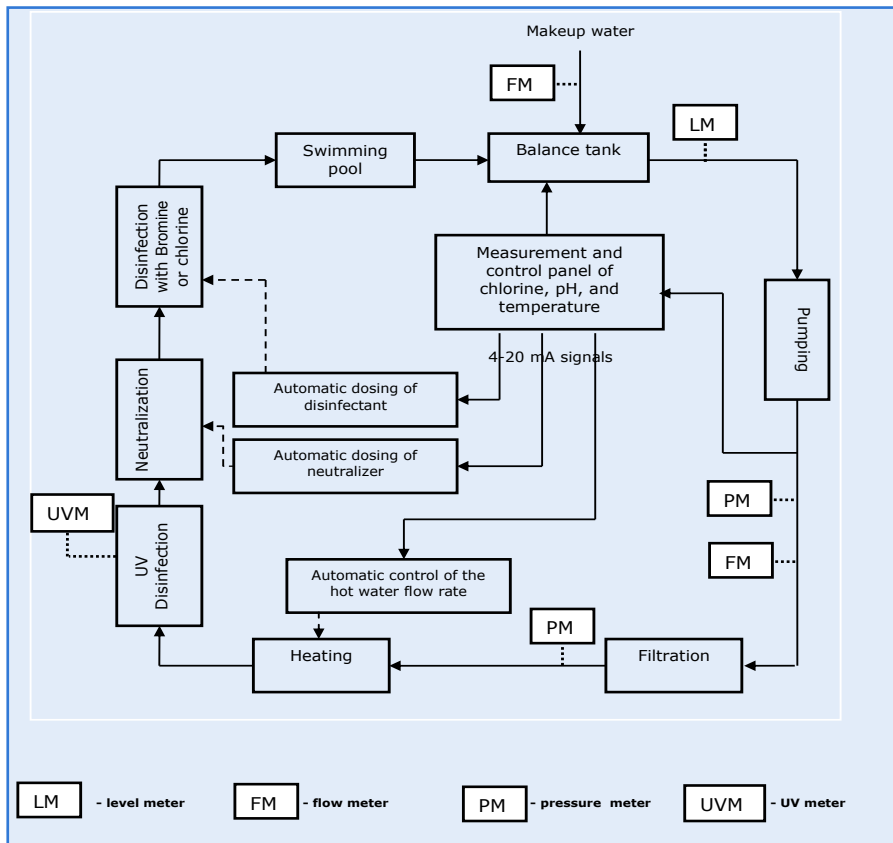 Makeup water
FM
LM
Swimming
pool
Balance tank
Disinfection
with Bromine
or chlorine
Measurement and
control panel of
chlorine, pH, and
temperature
Pumping
4-20 mA signals
Automatic dosing of
disinfectant
Neutralization
Automatic dosing of
neutralizer
PM
UVM
UV
Disinfection
FM
Automatic control of the
hot water flow rate
PM
Heating
Filtration
LM - level meter
FM - flow meter
PM - pressure meter
UVM - UV meter